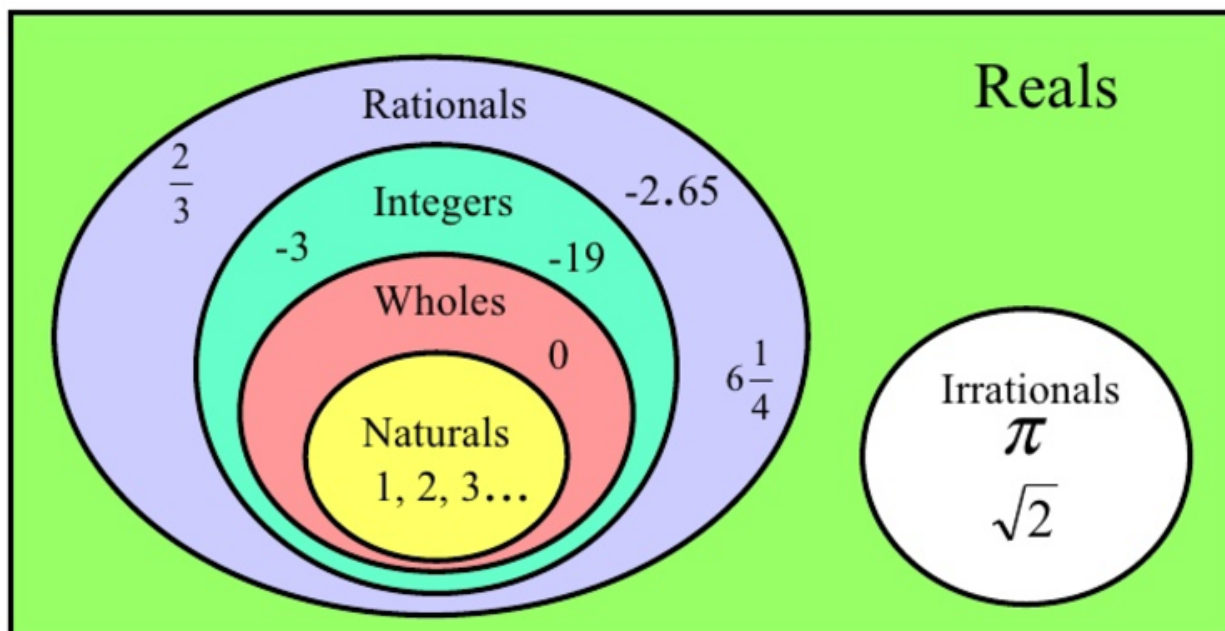 Reals
Rationals
2/3
-2.65
Integers
-3
-19
Wholes
0
6 1/4
Naturals
1, 2, 3...
Irrationals
π
√2